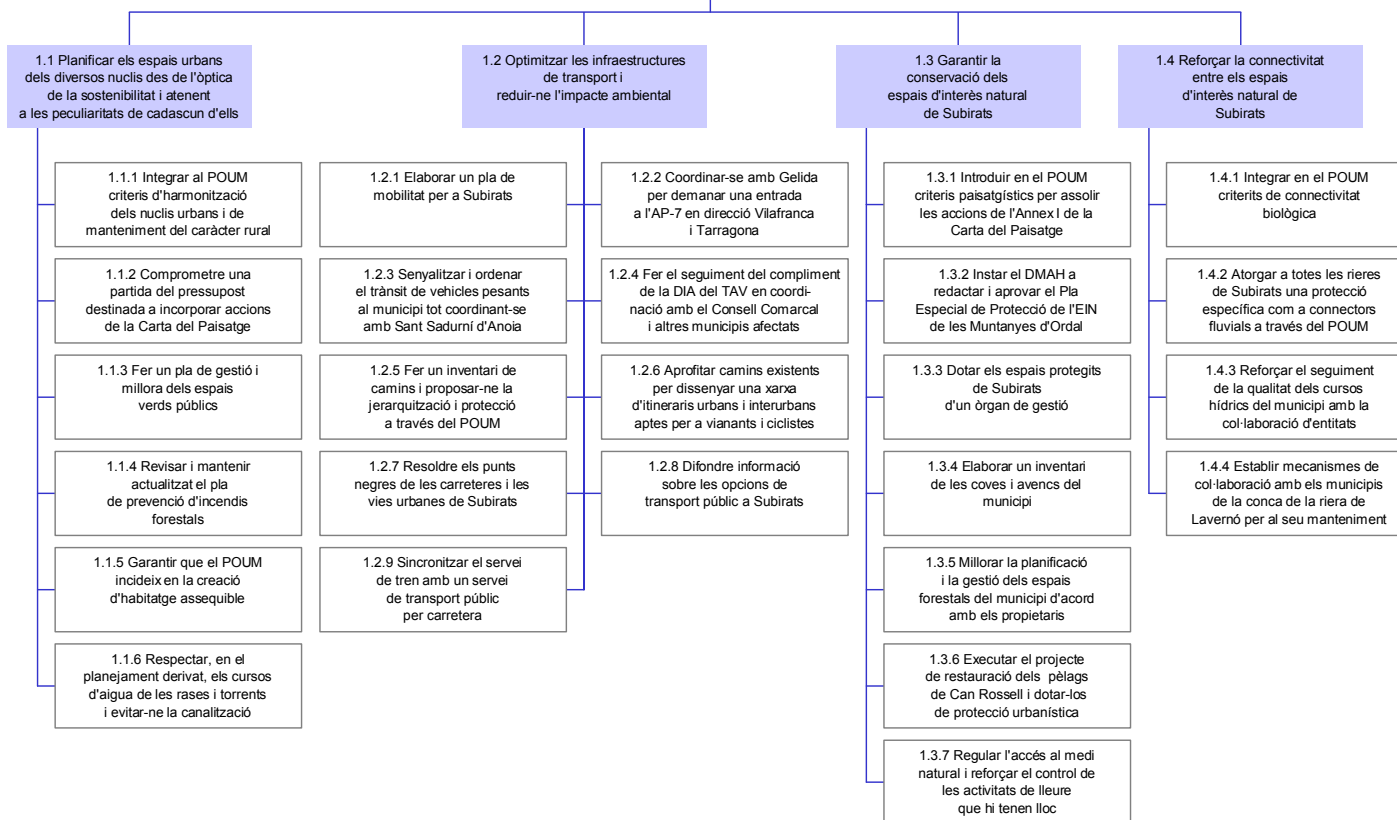 1.1 Planificar els espais urbans
dels diversos nuclis des de l'òptica
de la sostenibilitat i atenent
a les peculiaritats de cadascun d'ells
1.1.1 Integrar al POUM
criteris d'harmonització
dels nuclis urbans i de
manteniment del caràcter rural
1.1.2 Comprometre una
partida del pressupost
destinada a incorporar accions
de la Carta del Paisatge
1.1.3 Fer un pla de gestió i
millora dels espais
verds públics
1.1.4 Revisar i mantenir
actualitzat el pla
de prevenció d'incendis
forestals
1.1.5 Garantir que el POUM
incideix en la creació
d'habitatge assequible
1.1.6 Respectar, en el
planejament derivat, els cursos
d'aigua de les rases i torrents
i evitar-ne la canalització
1.2 Optimitzar les infraestructures
de transport i
reduir-ne l'impacte ambiental
1.2.1 Elaborar un pla de
mobilitat per a Subirats
1.2.2 Coordinar-se amb Gelida
per demanar una entrada
a l'AP-7 en direcció Vilafranca
i Tarragona
1.2.3 Senyalitzar i ordenar
el trànsit de vehicles pesants
al municipi tot coordinant-se
amb Sant Sadurní d'Anoia
1.2.4 Fer el seguiment del compliment
de la DIA del TAV en coordi-
nació amb el Consell Comarcal
i altres municipis afectats
1.2.5 Fer un inventari de
camins i proposar-ne la
jerarquització i protecció
a través del POUM
1.2.6 Aprofitar camins existents
per dissenyar una xarxa
d'itineraris urbans i interurbans
aptes per a vianants i ciclistes
1.2.7 Resoldre els punts
negres de les carreteres i les
vies urbanes de Subirats
1.2.8 Difondre informació
sobre les opcions de
transport públic a Subirats
1.2.9 Sincronitzar el servei
de tren amb un servei
de transport públic
per carretera
1.3 Garantir la
conservació dels
espais d'interès natural
de Subirats
1.3.1 Introduir en el POUM
criteris paisatgístics per assolir
les accions de l'Annex I de la
Carta del Paisatge
1.3.2 Instar el DMAH a
redactar i aprovar el Pla
Especial de Protecció de l'EIN
de les Muntanyes d'Ordal
1.3.3 Dotar els espais protegits
de Subirats
d'un òrgan de gestió
1.3.4 Elaborar un inventari
de les coves i avencs del
municipi
1.3.5 Millorar la planificació
i la gestió dels espais
forestals del municipi d'acord
amb els propietaris
1.3.6 Executar el projecte
de restauració dels pèlags
de Can Rossell i dotar-los
de protecció urbanística
1.3.7 Regular l'accés al medi
natural i reforçar el control de
les activitats de lleure
que hi tenen lloc
1.4 Reforçar la connectivitat
entre els espais
d'interès natural de
Subirats
1.4.1 Integrar en el POUM
criterits de connectivitat
biològica
1.4.2 Atorgar a totes les rieres
de Subirats una protecció
específica com a connectors
fluvials a través del POUM
1.4.3 Reforçar el seguiment
de la qualitat dels cursos
hídrics del municipi amb la
col·laboració d'entitats
1.4.4 Establir mecanismes de
col·laboració amb els municipis
de la conca de la riera de
Lavernó per al seu manteniment